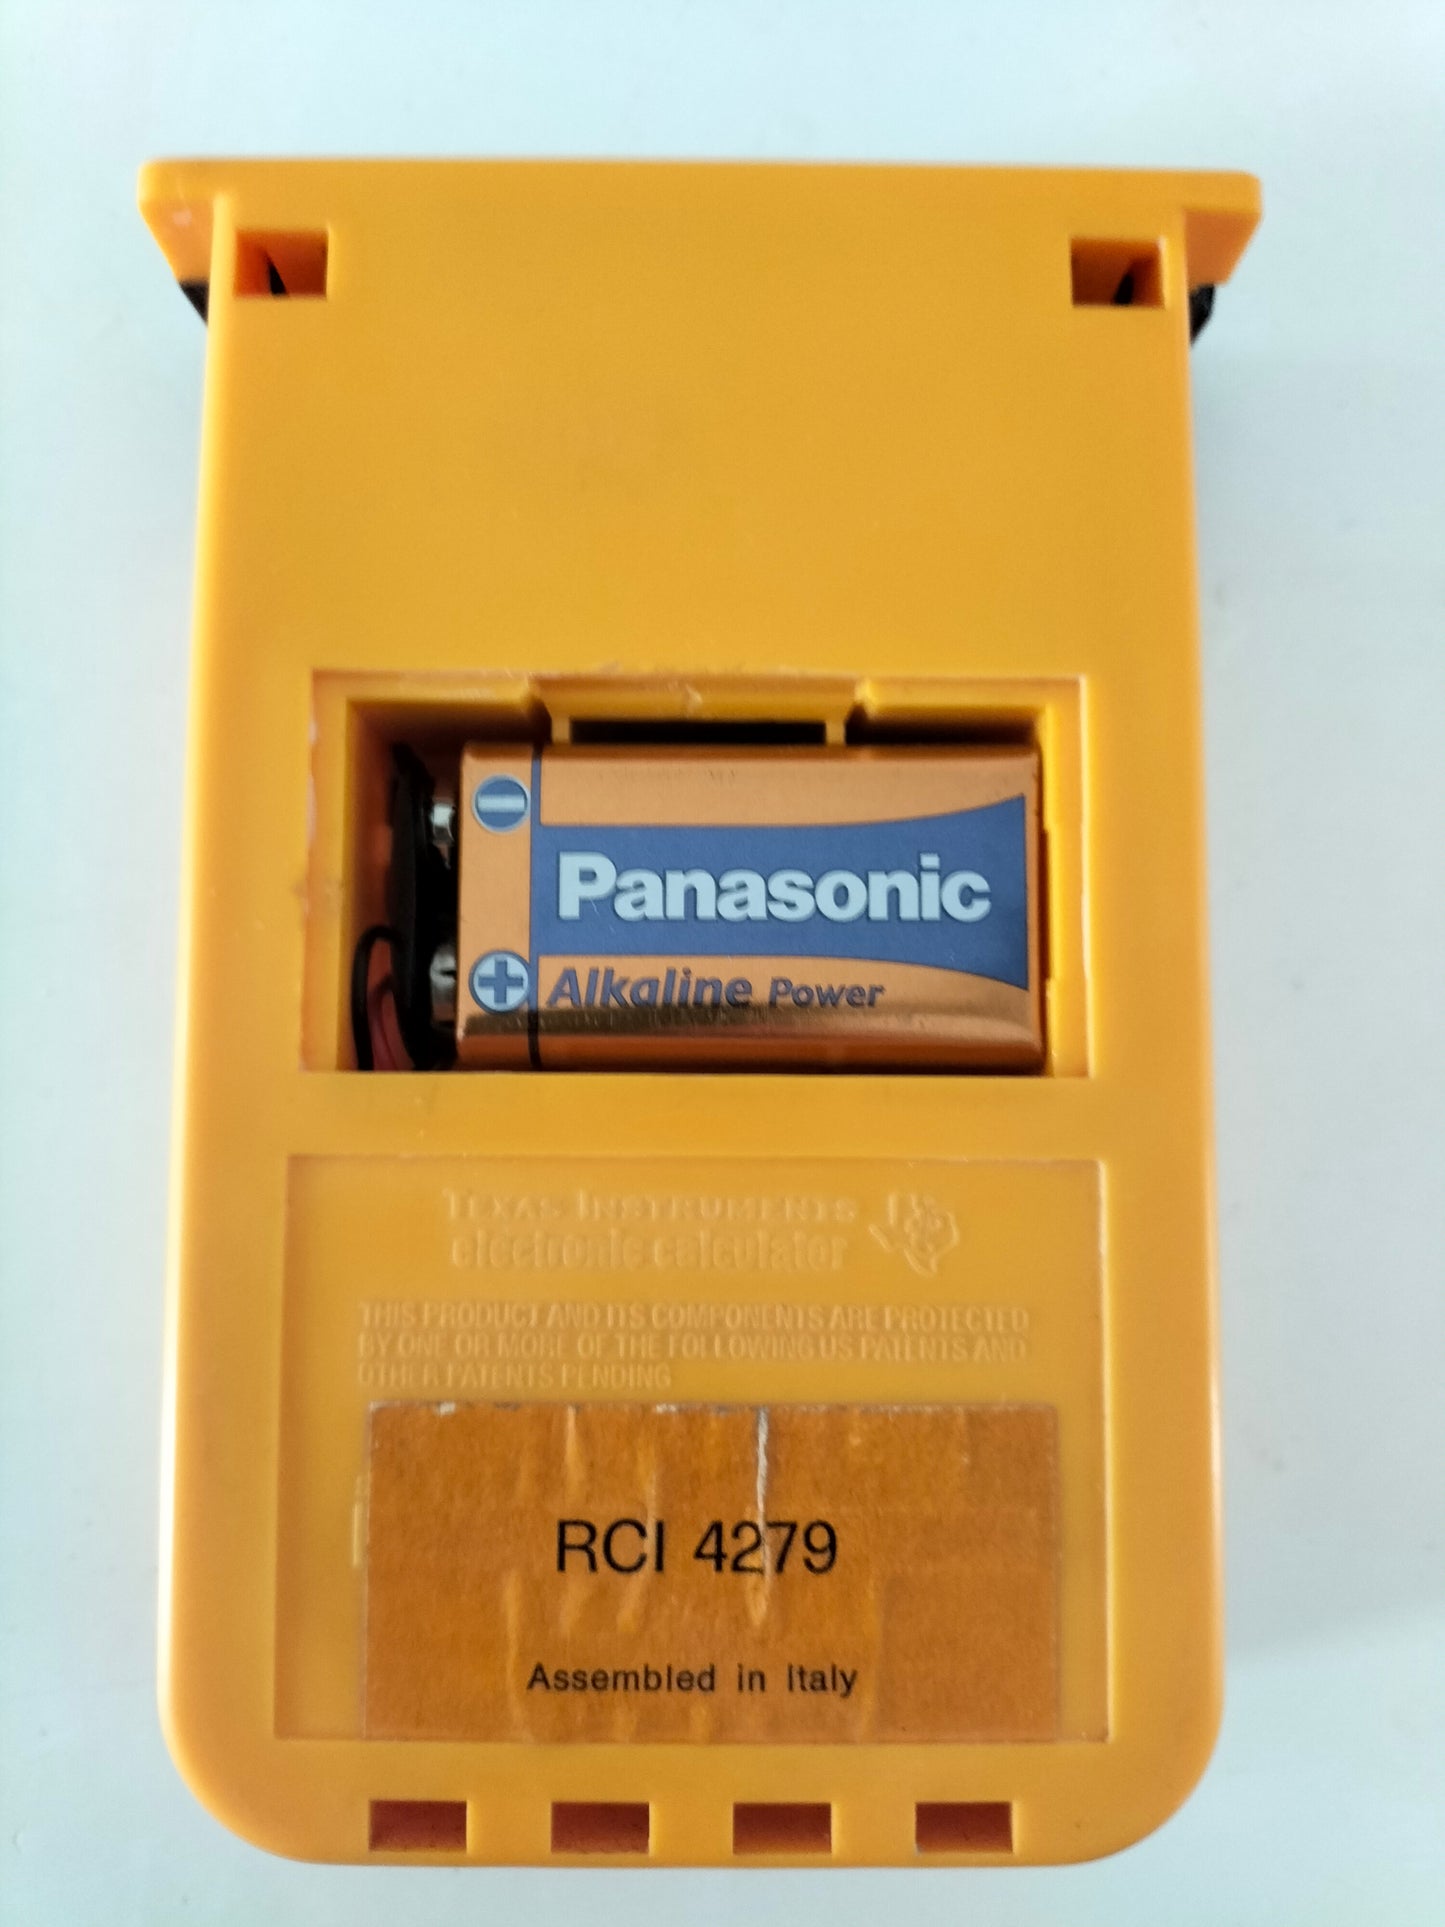 Panasonic
Alkaline Power
TEXAS INSTRUMENTS
electronic calculator
THIS PRODUCT AND ITS COMPONENTS ARE PROTECTED
BY ONE OR MORE OF THE FOLLOWING US PATENTS AND
OTHER PATENTS PENDING
RCI 4279
Assembled in Italy